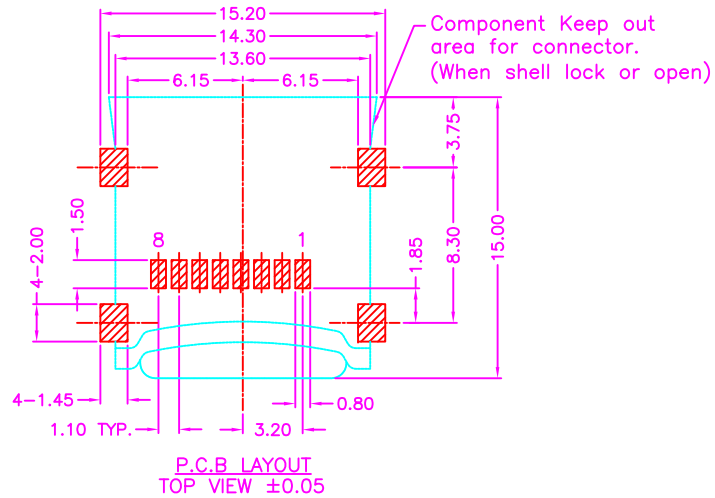 15.20
14.30
13.60
6.15 6.15
Component Keep out
area for connector.
(When shell lock or open)
3.75
8.30
15.00
1.85
1.50
4-2.00
8 1
4-1.45
0.80
1.10 TYP.
3.20
P.C.B LAYOUT
TOP VIEW ±0.05